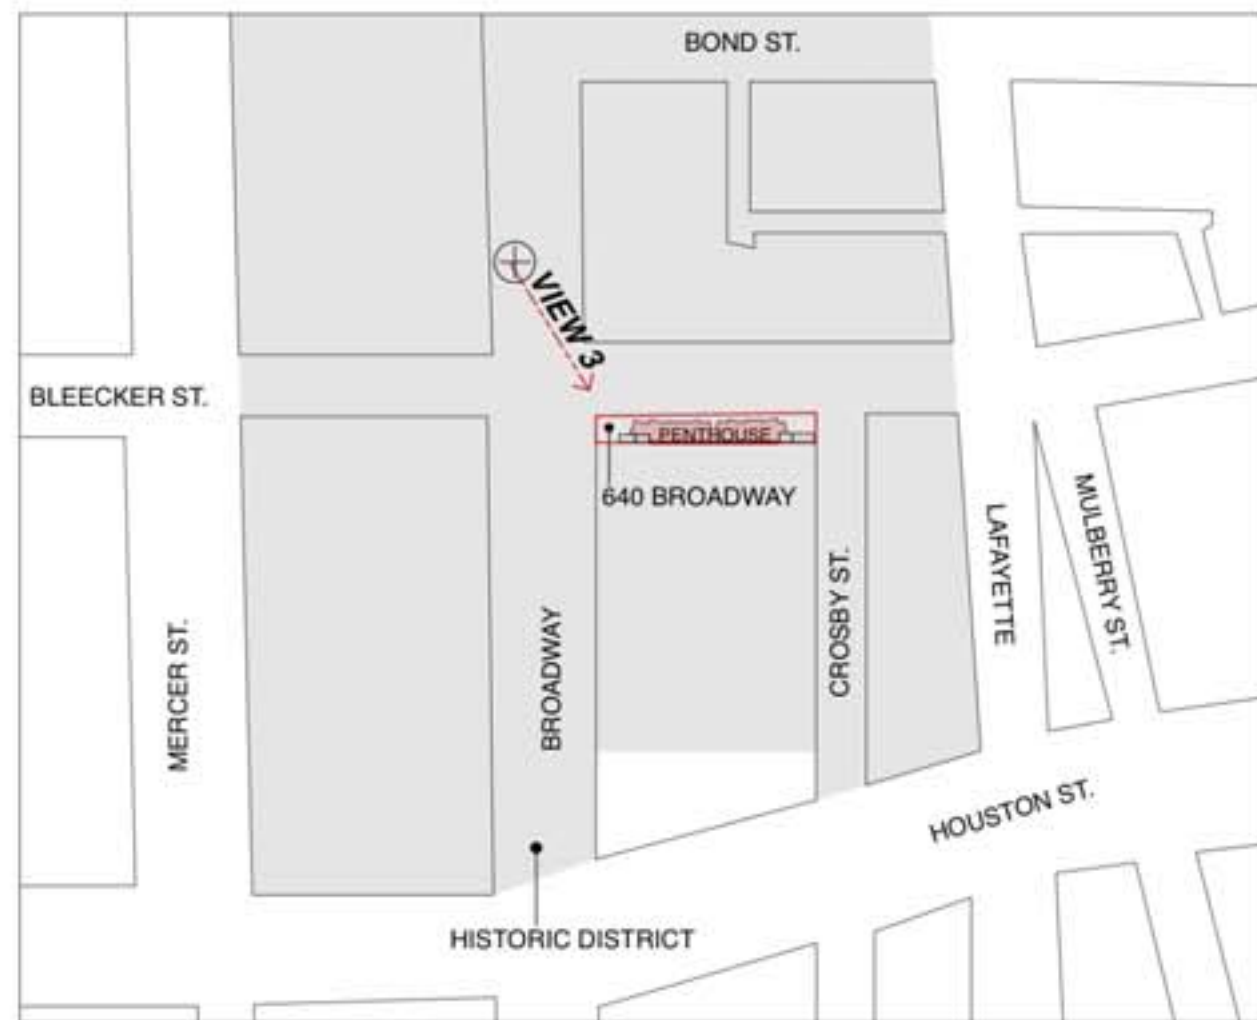 BOND ST.
VIEW 3
BLEECKER ST.
PENTHOUSE
640 BROADWAY
MERCER ST.
BROADWAY
CROSBY ST.
LAFAYETTE
MULBERRY ST.
HOUSTON ST.
HISTORIC DISTRICT